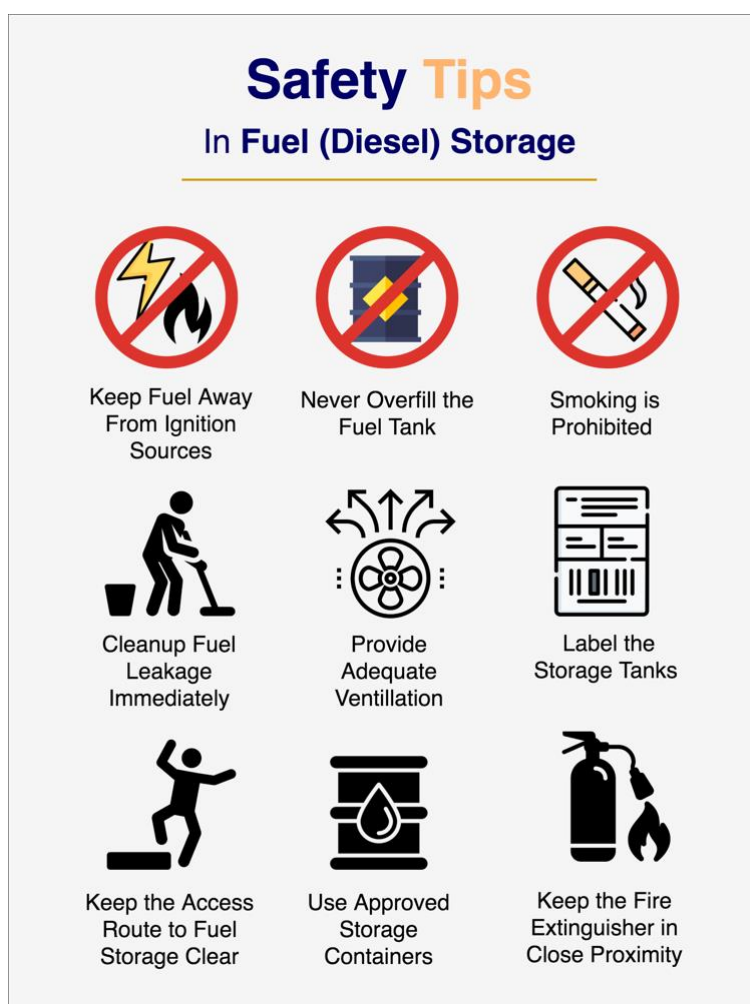 Safety Tips
In Fuel (Diesel) Storage
Keep Fuel Away
From Ignition
Sources
Never Overfill the
Fuel Tank
Smoking is
Prohibited
Cleanup Fuel
Leakage
Immediately
Provide
Adequate
Ventillation
Label the
Storage Tanks
Keep the Access
Route to Fuel
Storage Clear
Use Approved
Storage
Containers
Keep the Fire
Extinguisher in
Close Proximity